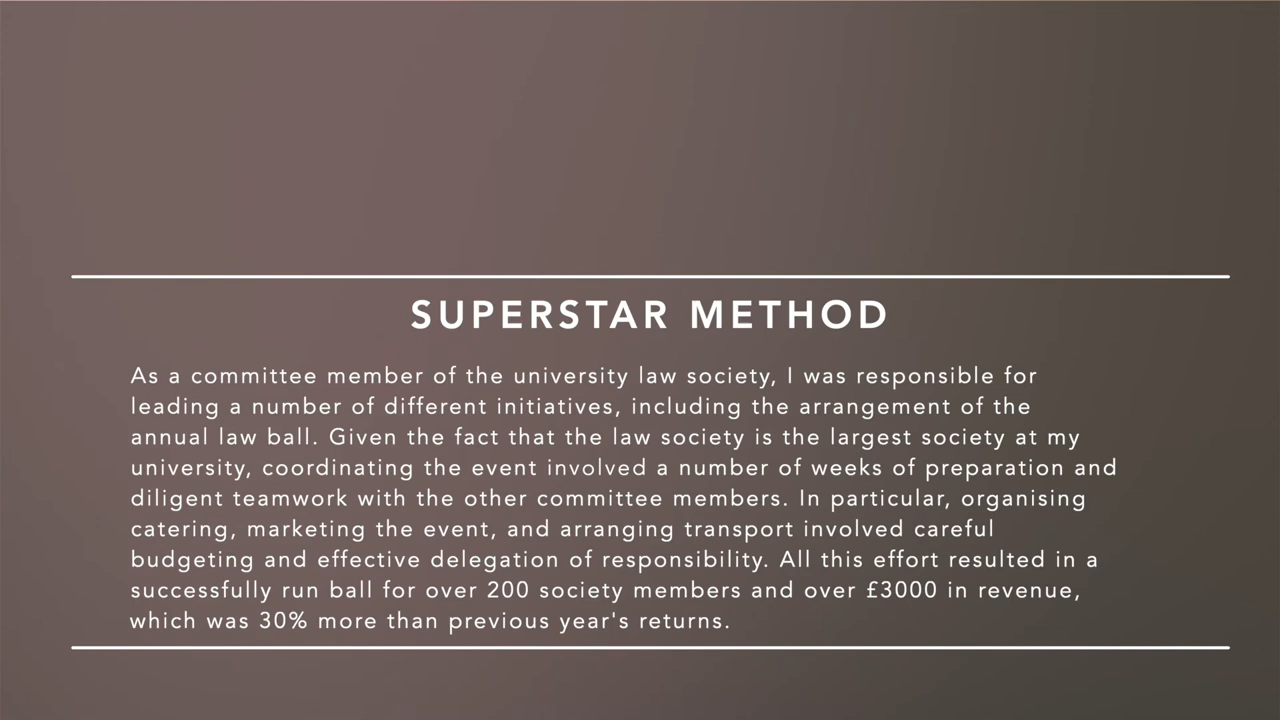 SUPERSTAR METHOD
As a committee member of the university law society, I was responsible for
leading a number of different initiatives, including the arrangement of the
annual law ball. Given the fact that the law society is the largest society at my
university, coordinating the event involved a number of weeks of preparation and
diligent teamwork with the other committee members. In particular, organising
catering, marketing the event, and arranging transport involved careful
budgeting and effective delegation of responsibility. All this effort resulted in a
successfully run ball for over 200 society members and over £3000 in revenue,
which was 30% more than previous year's returns.